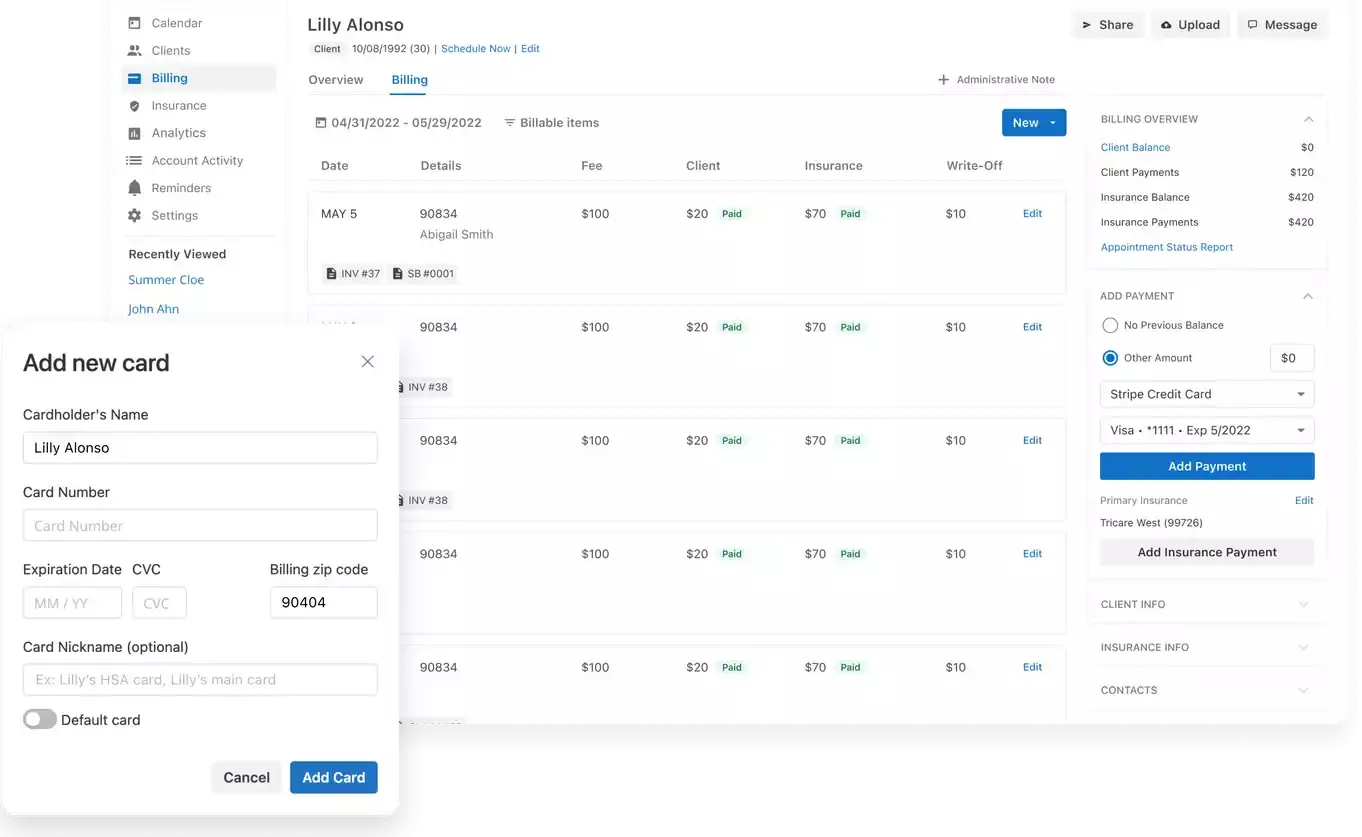 Calendar
Clients
Billing
Insurance
Analytics
Account Activity
Reminders
Settings
Recently Viewed
Summer Cloe
John Ahn
Lilly Alonso
Client 10/08/1992 (30) | Schedule Now | Edit
Share Upload Message
Overview Billing
Administrative Note
04/31/2022 - 05/29/2022 Billable items
New
Date Details Fee Client Insurance Write-Off
MAY 5 90834 $100 $20 Paid $70 Paid $10 Edit
Abigail Smith
INV #37 SB #0001
90834 $100 $20 Paid $70 Paid $10 Edit
INV #38
90834 $100 $20 Paid $70 Paid $10 Edit
INV #38
90834 $100 $20 Paid $70 Paid $10 Edit
90834 $100 $20 Paid $70 Paid $10 Edit
BILLING OVERVIEW
Client Balance $0
Client Payments $120
Insurance Balance $420
Insurance Payments $420
Appointment Status Report
ADD PAYMENT
No Previous Balance
Other Amount $0
Stripe Credit Card
Visa • *1111 • Exp 5/2022
Add Payment
Primary Insurance Edit
Tricare West (99726)
Add Insurance Payment
CLIENT INFO
INSURANCE INFO
CONTACTS
Add new card
Cardholder's Name
Lilly Alonso
Card Number
Card Number
Expiration Date CVC Billing zip code
MM / YY CVC 90404
Card Nickname (optional)
Ex: Lilly's HSA card, Lilly's main card
Default card
Cancel Add Card